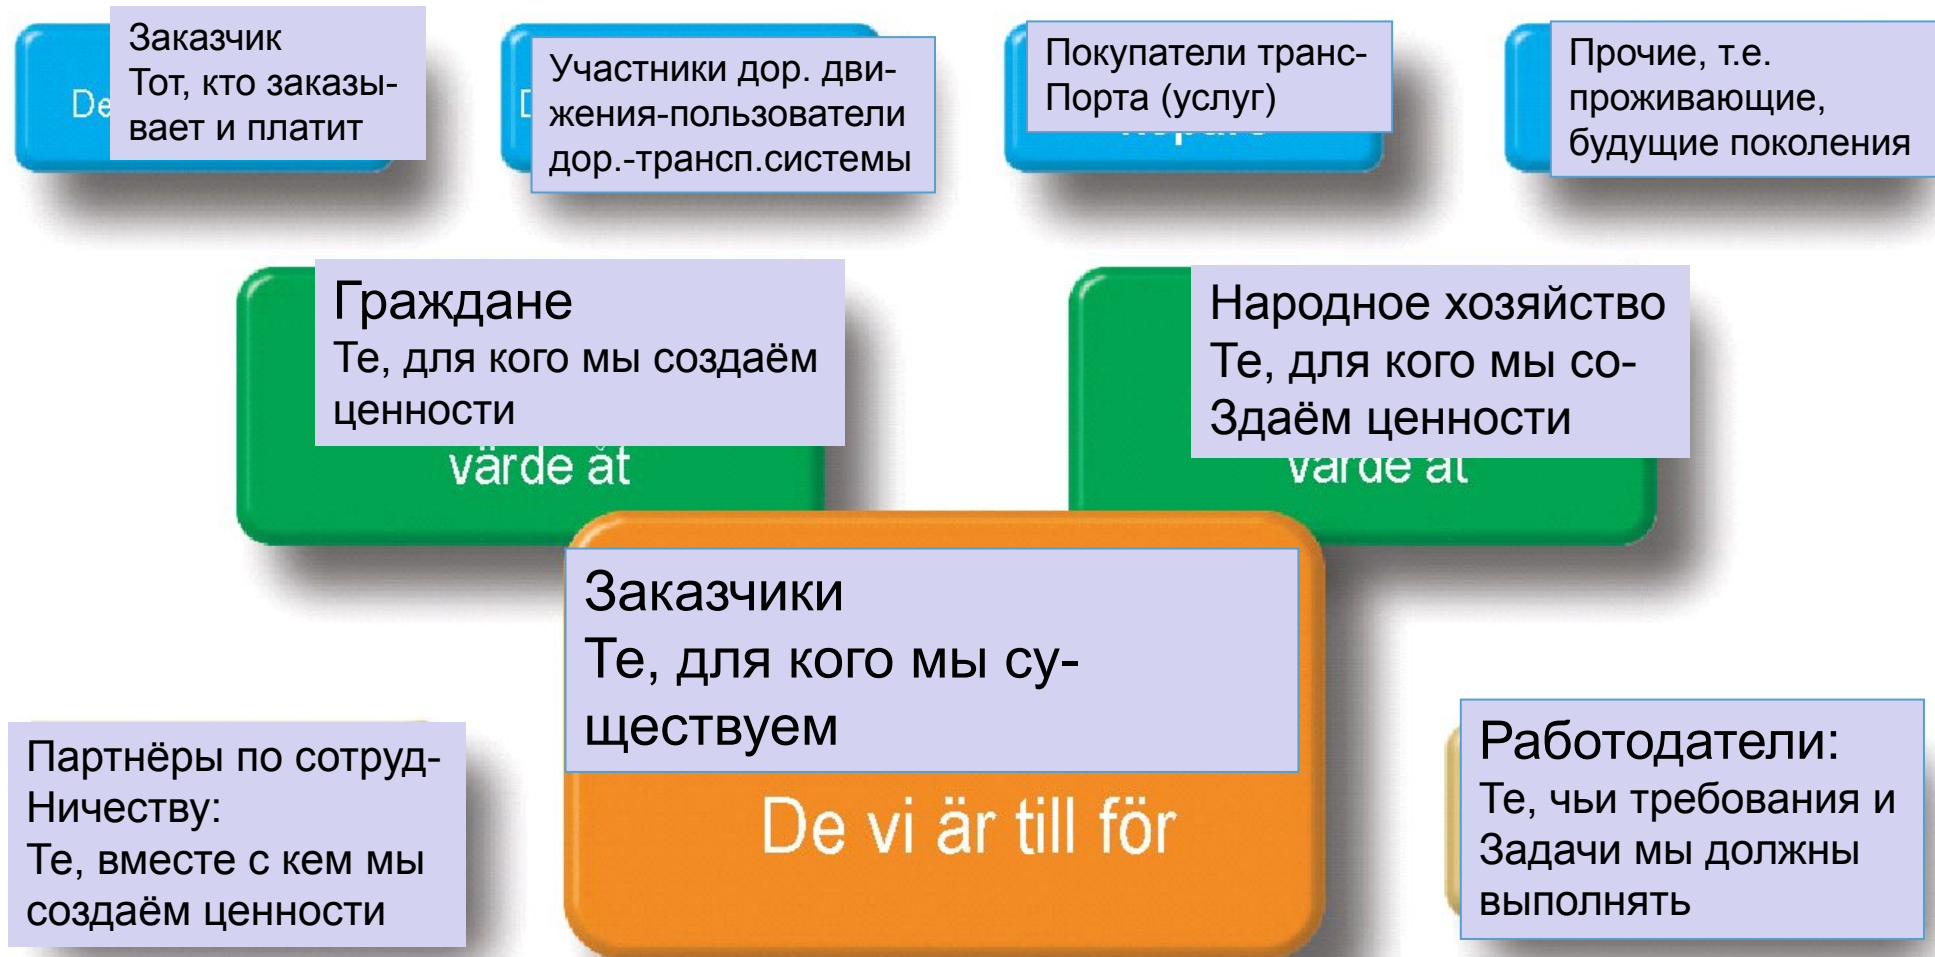 Заказчик
Тот, кто заказы-
вает и платит
De
Участники дор. дви-
жения-пользователи
дор.-трансп.системы
Покупатели транс-
Порта (услуг)
Прочие, т.е.
проживающие,
будущие поколения
Граждане
Те, для кого мы создаём
ценности
värde åt
Народное хозяйство
Те, для кого мы со-
Здаём ценности
värde åt
Заказчики
Те, для кого мы су-
ществуем
De vi är till för
Партнёры по сотруд-
Ничеству:
Те, вместе с кем мы
создаём ценности
Работодатели:
Те, чьи требования и
Задачи мы должны
выполнять